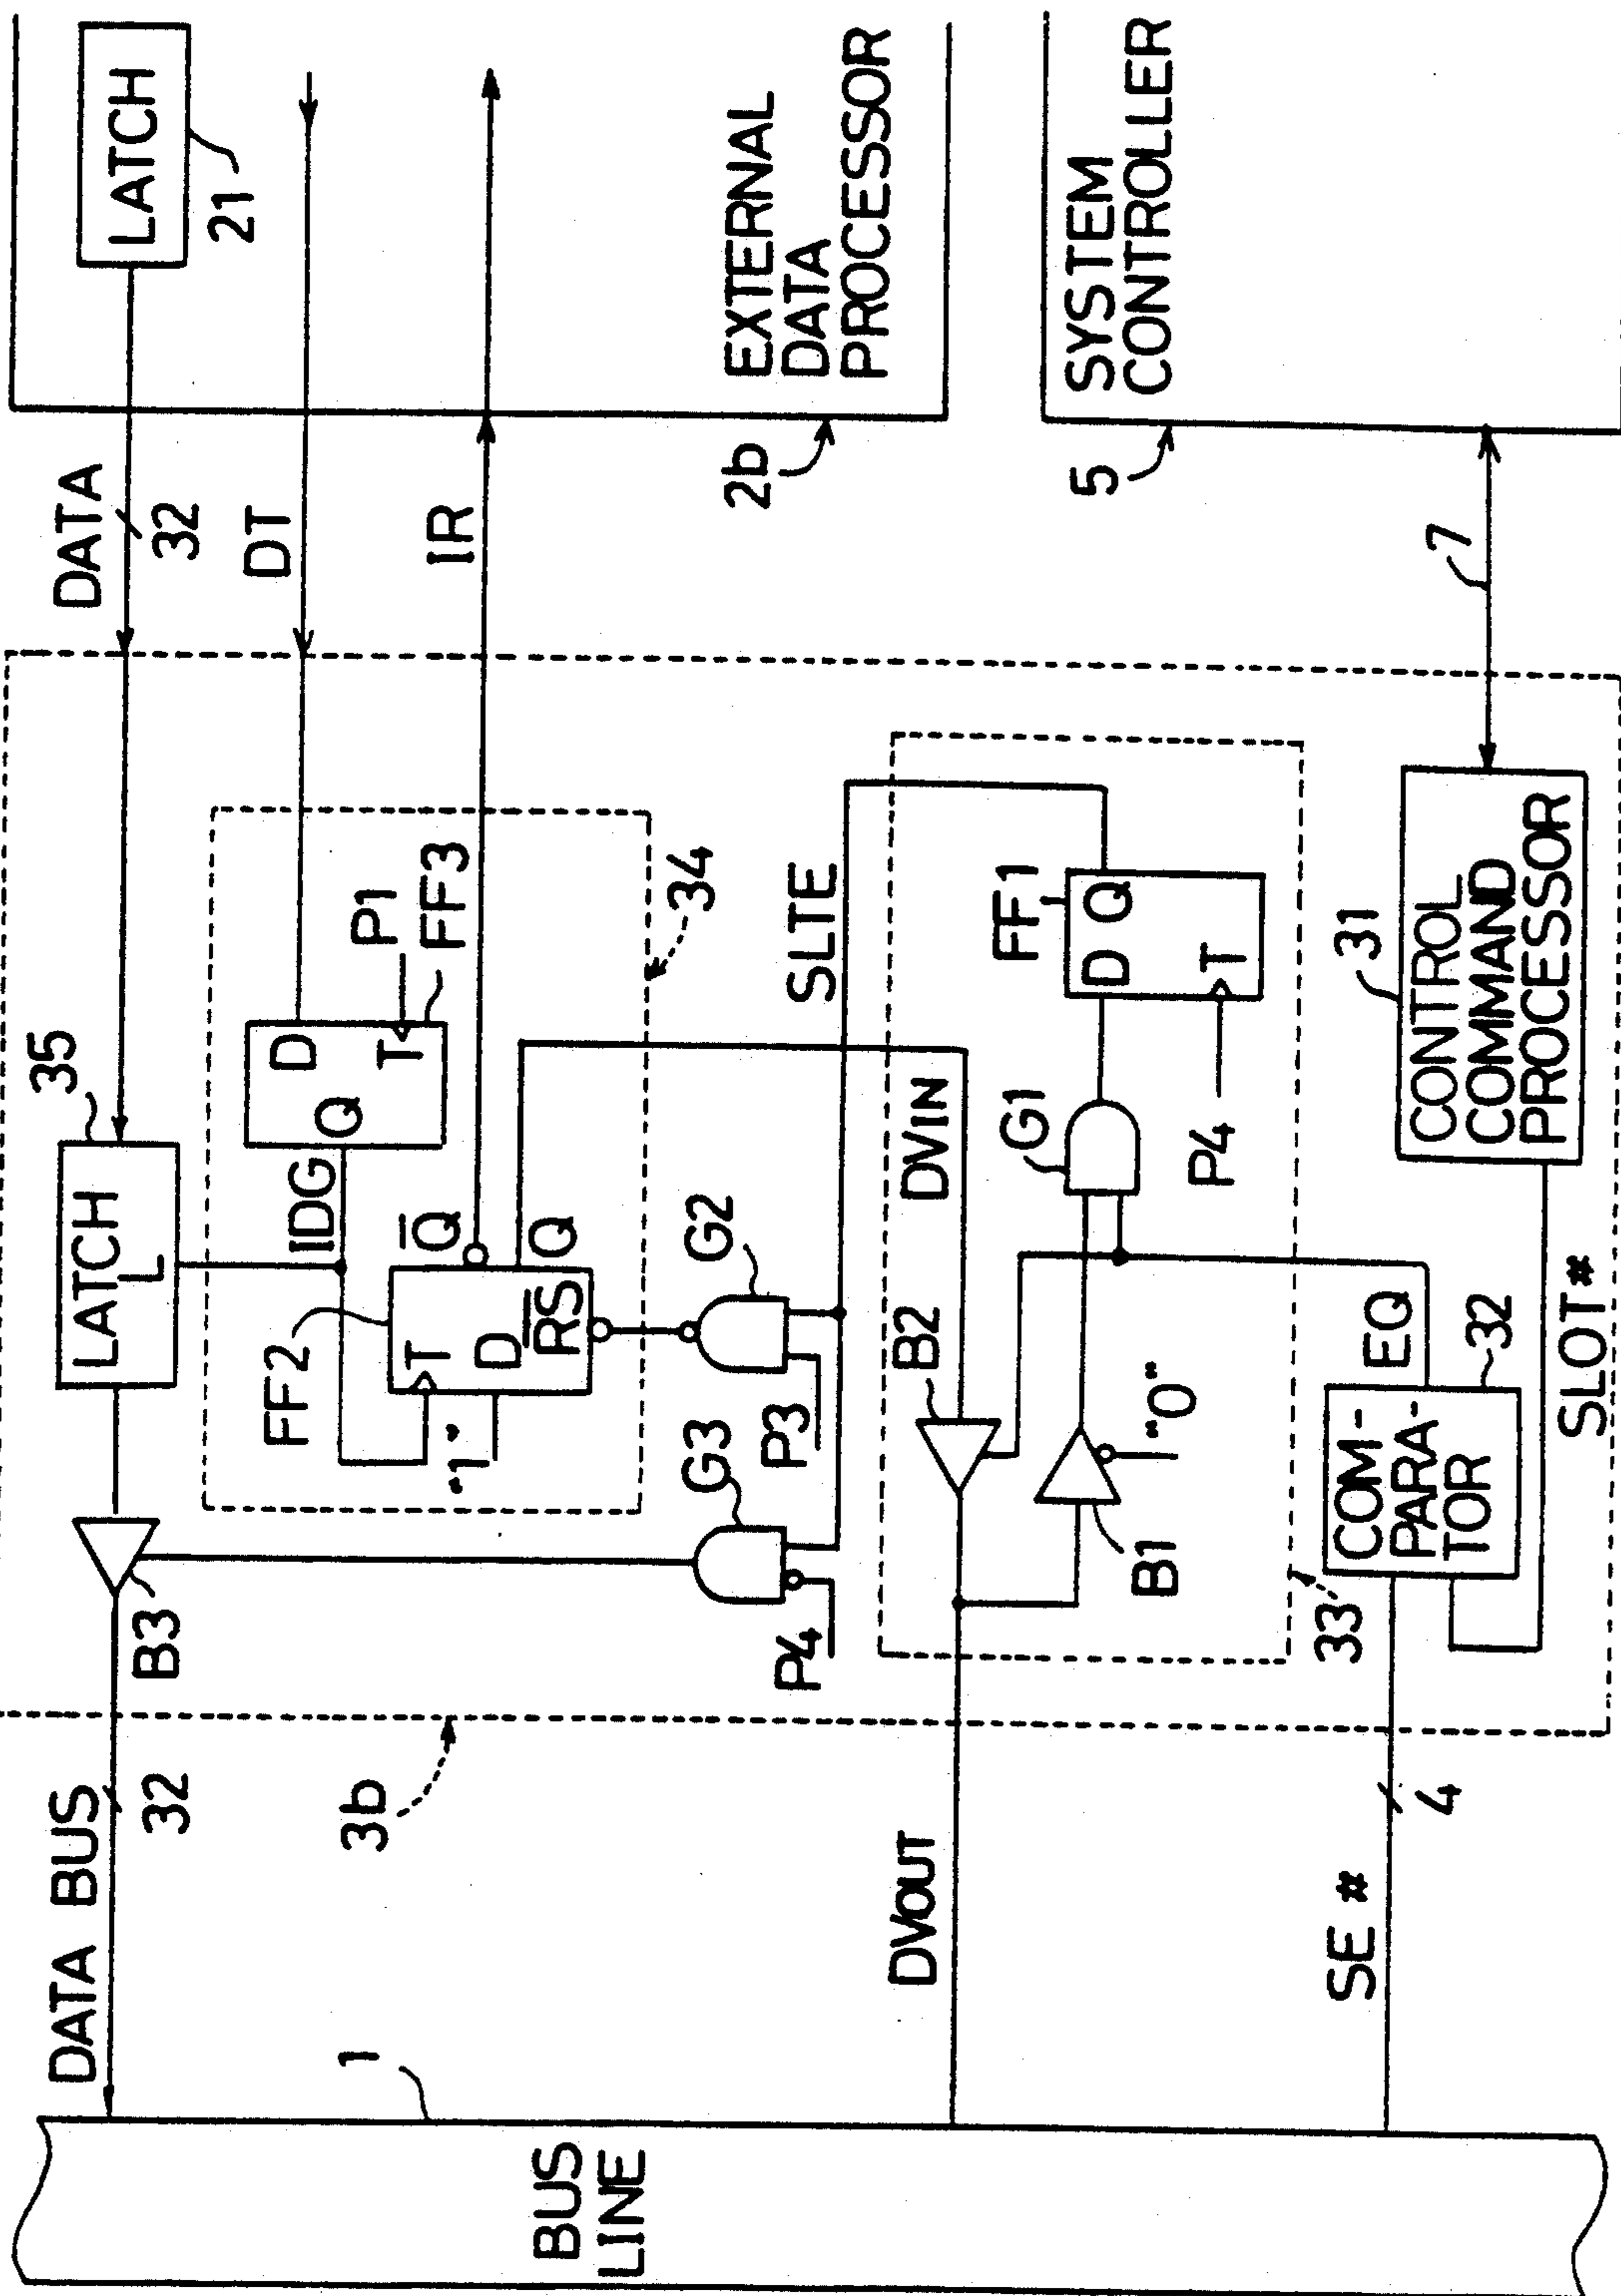 DATA BUS
32
B3
LATCH
L
35
DATA
32
LATCH
21
DT
IR
EXTERNAL
DATA
PROCESSOR
2b
3b
FF2
T
D
RS
Q
Q
"1"
IDG
D
Q
T
P1
FF3
34
G3
P4
G2
P3
SLTE
DVOUT
B2
DVIN
B1
"0"
G1
FF1
D Q
T
P4
33
SE #
4
COM-
PARA-
TOR
EQ
32
SLOT #
31
CONTROL
COMMAND
PROCESSOR
7
5
SYSTEM
CONTROLLER
1
BUS
LINE